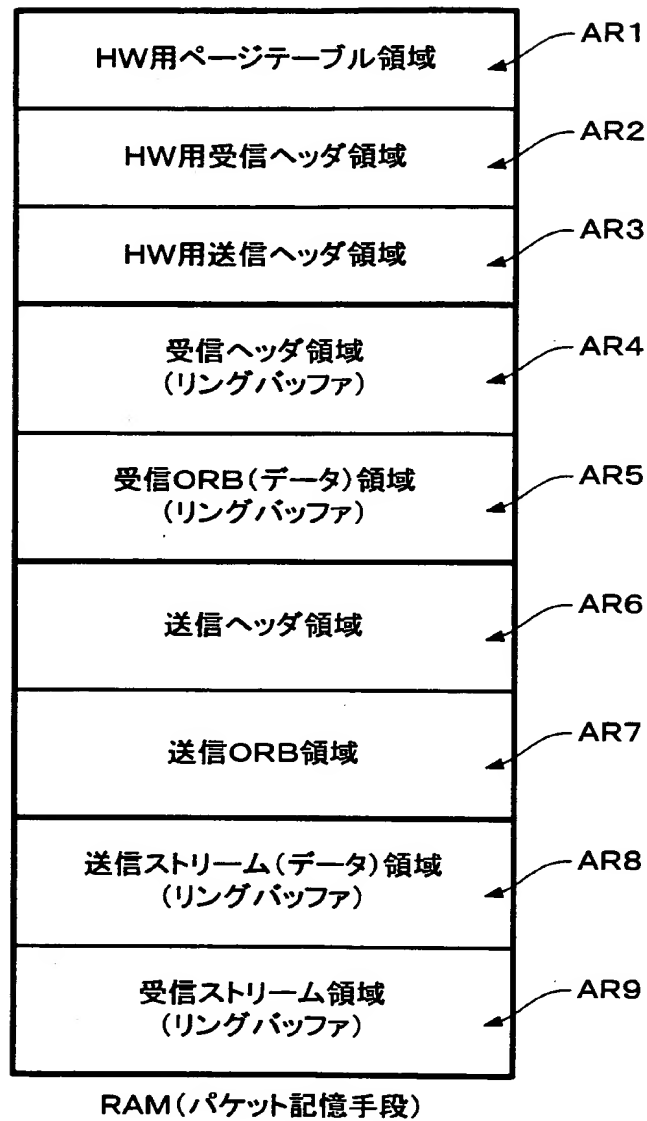 HW用ページテーブル領域
AR1
HW用受信ヘッダ領域
AR2
HW用送信ヘッダ領域
AR3
受信ヘッダ領域
(リングバッファ)
AR4
受信ORB(データ)領域
(リングバッファ)
AR5
送信ヘッダ領域
AR6
送信ORB領域
AR7
送信ストリーム(データ)領域
(リングバッファ)
AR8
受信ストリーム領域
(リングバッファ)
AR9
RAM(パケット記憶手段)